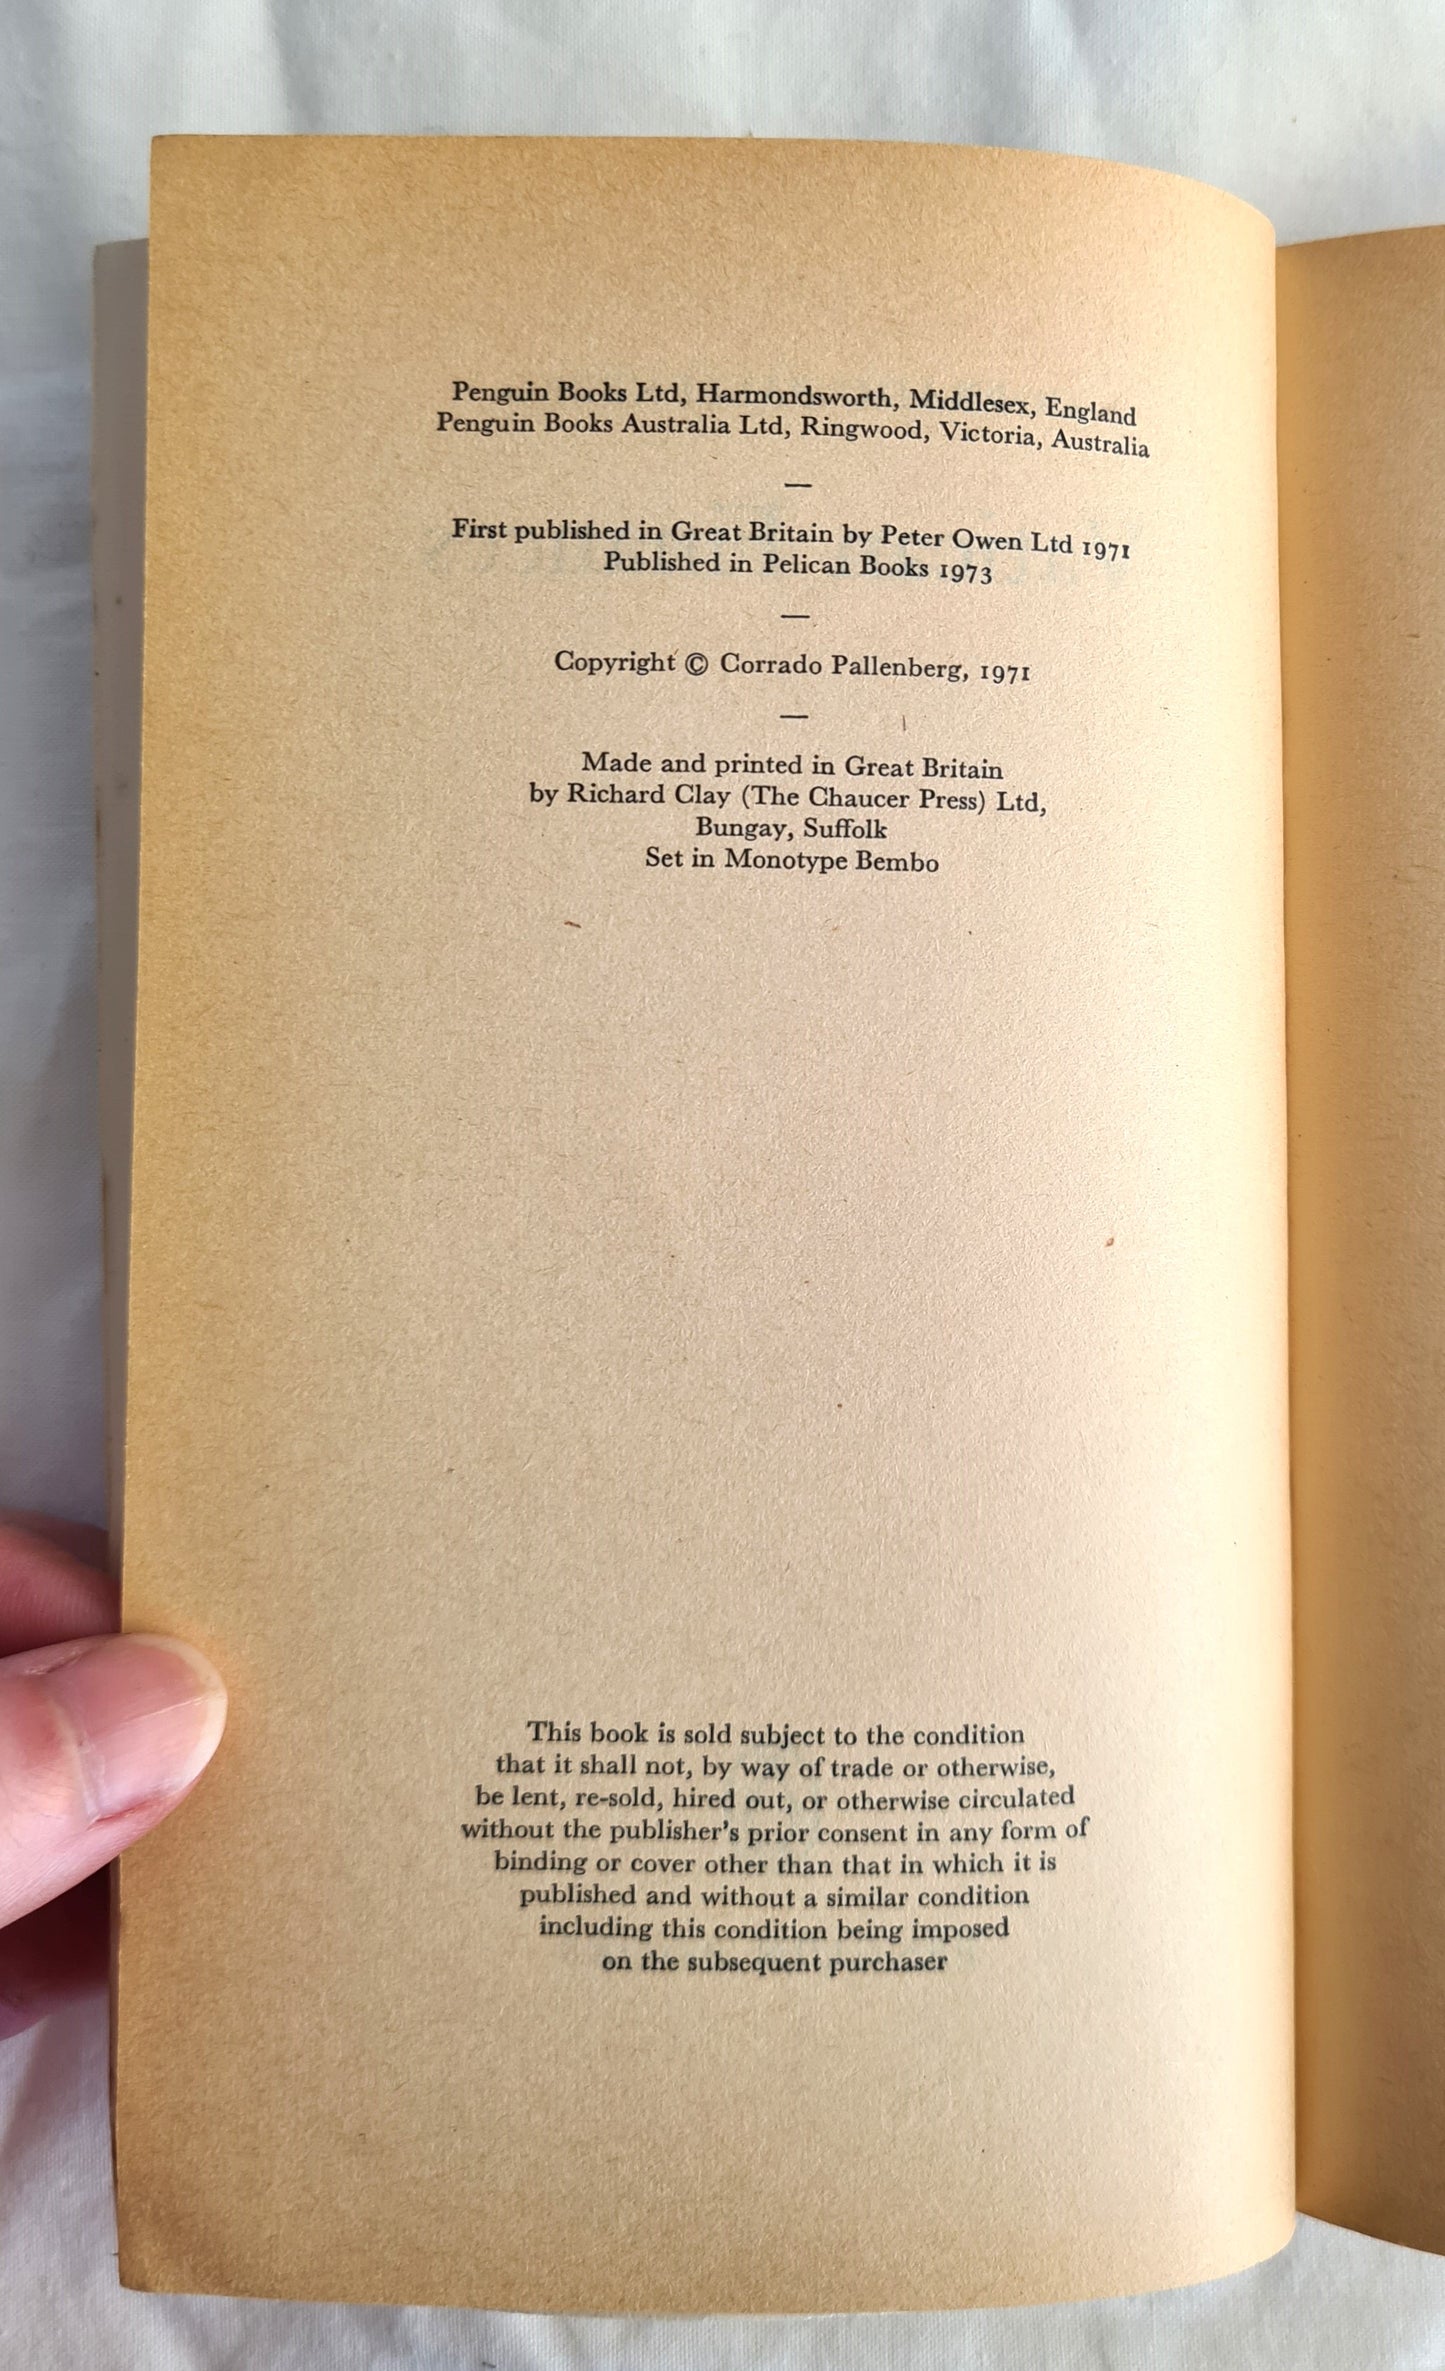 Penguin Books Ltd, Harmondsworth, Middlesex, England
Penguin Books Australia Ltd, Ringwood, Victoria, Australia
—
First published in Great Britain by Peter Owen Ltd 1971
Published in Pelican Books 1973
—
Copyright © Corrado Pallenberg, 1971
—
Made and printed in Great Britain
by Richard Clay (The Chaucer Press) Ltd,
Bungay, Suffolk
Set in Monotype Bembo
This book is sold subject to the condition
that it shall not, by way of trade or otherwise,
be lent, re-sold, hired out, or otherwise circulated
without the publisher's prior consent in any form of
binding or cover other than that in which it is
published and without a similar condition
including this condition being imposed
on the subsequent purchaser